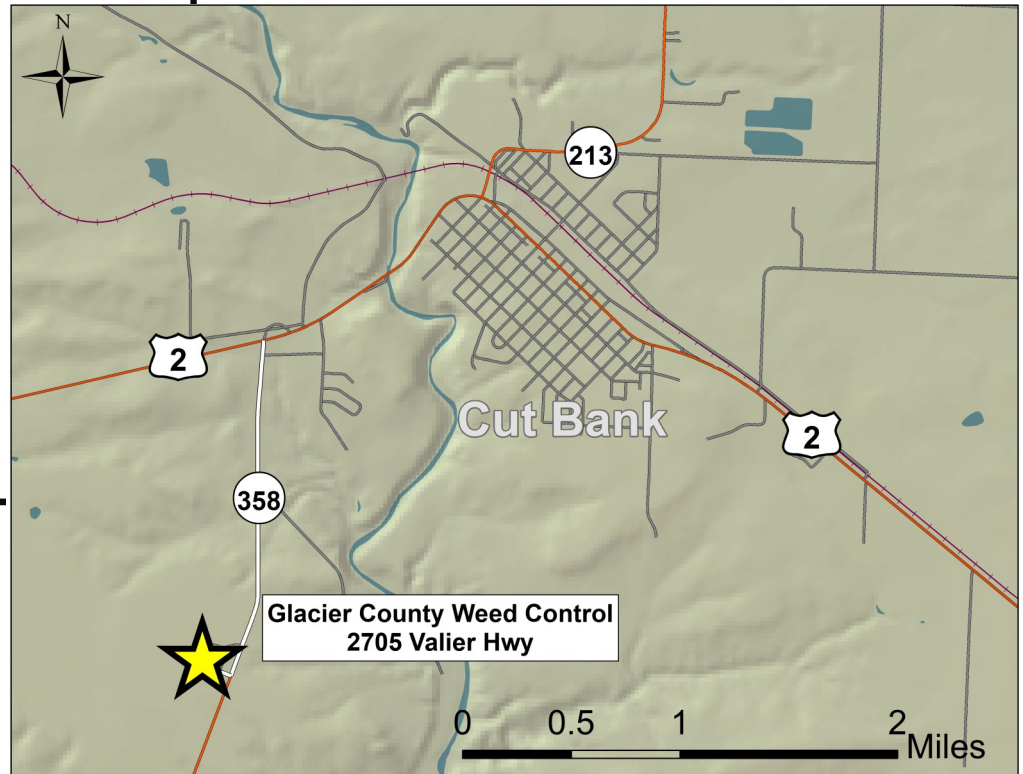 N
213
2
Cut Bank
2
358
Glacier County Weed Control
2705 Valier Hwy
0 0.5 1 2
Miles